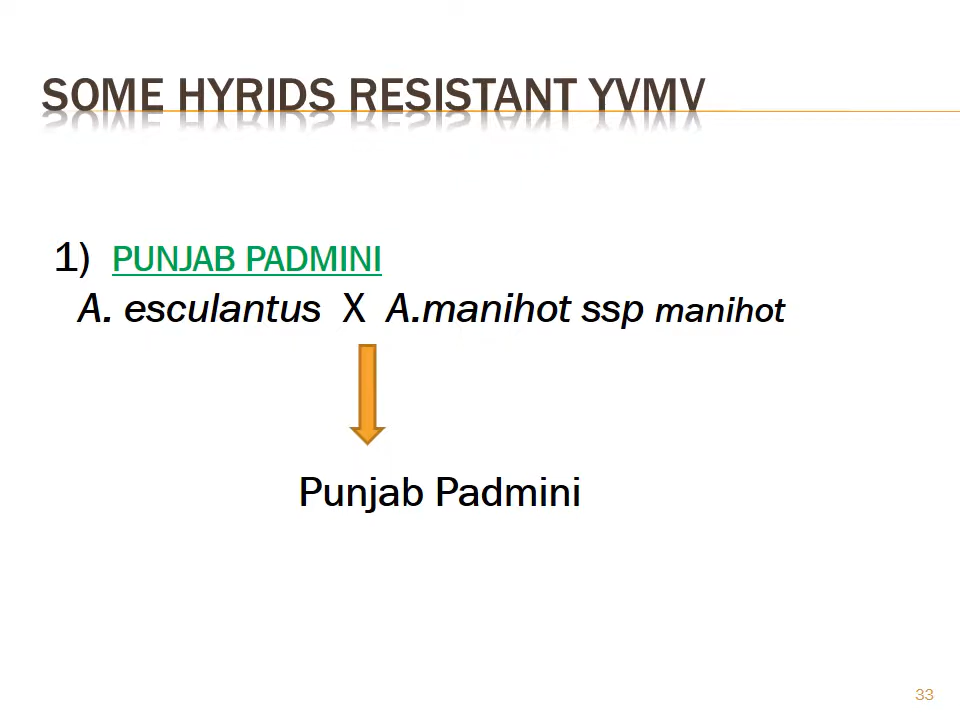 SOME HYRIDS RESISTANT YVMV
1) PUNJAB PADMINI
A. esculantus X A.manihot ssp manihot
Punjab Padmini
33